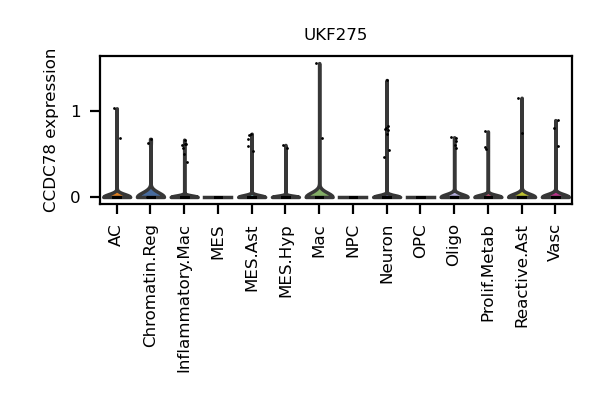 UKF275
CCDC78 expression
1
0
AC
Chromatin.Reg
Inflammatory.Mac
MES
MES.Ast
MES.Hyp
Mac
NPC
Neuron
OPC
Oligo
Prolif.Metab
Reactive.Ast
Vasc